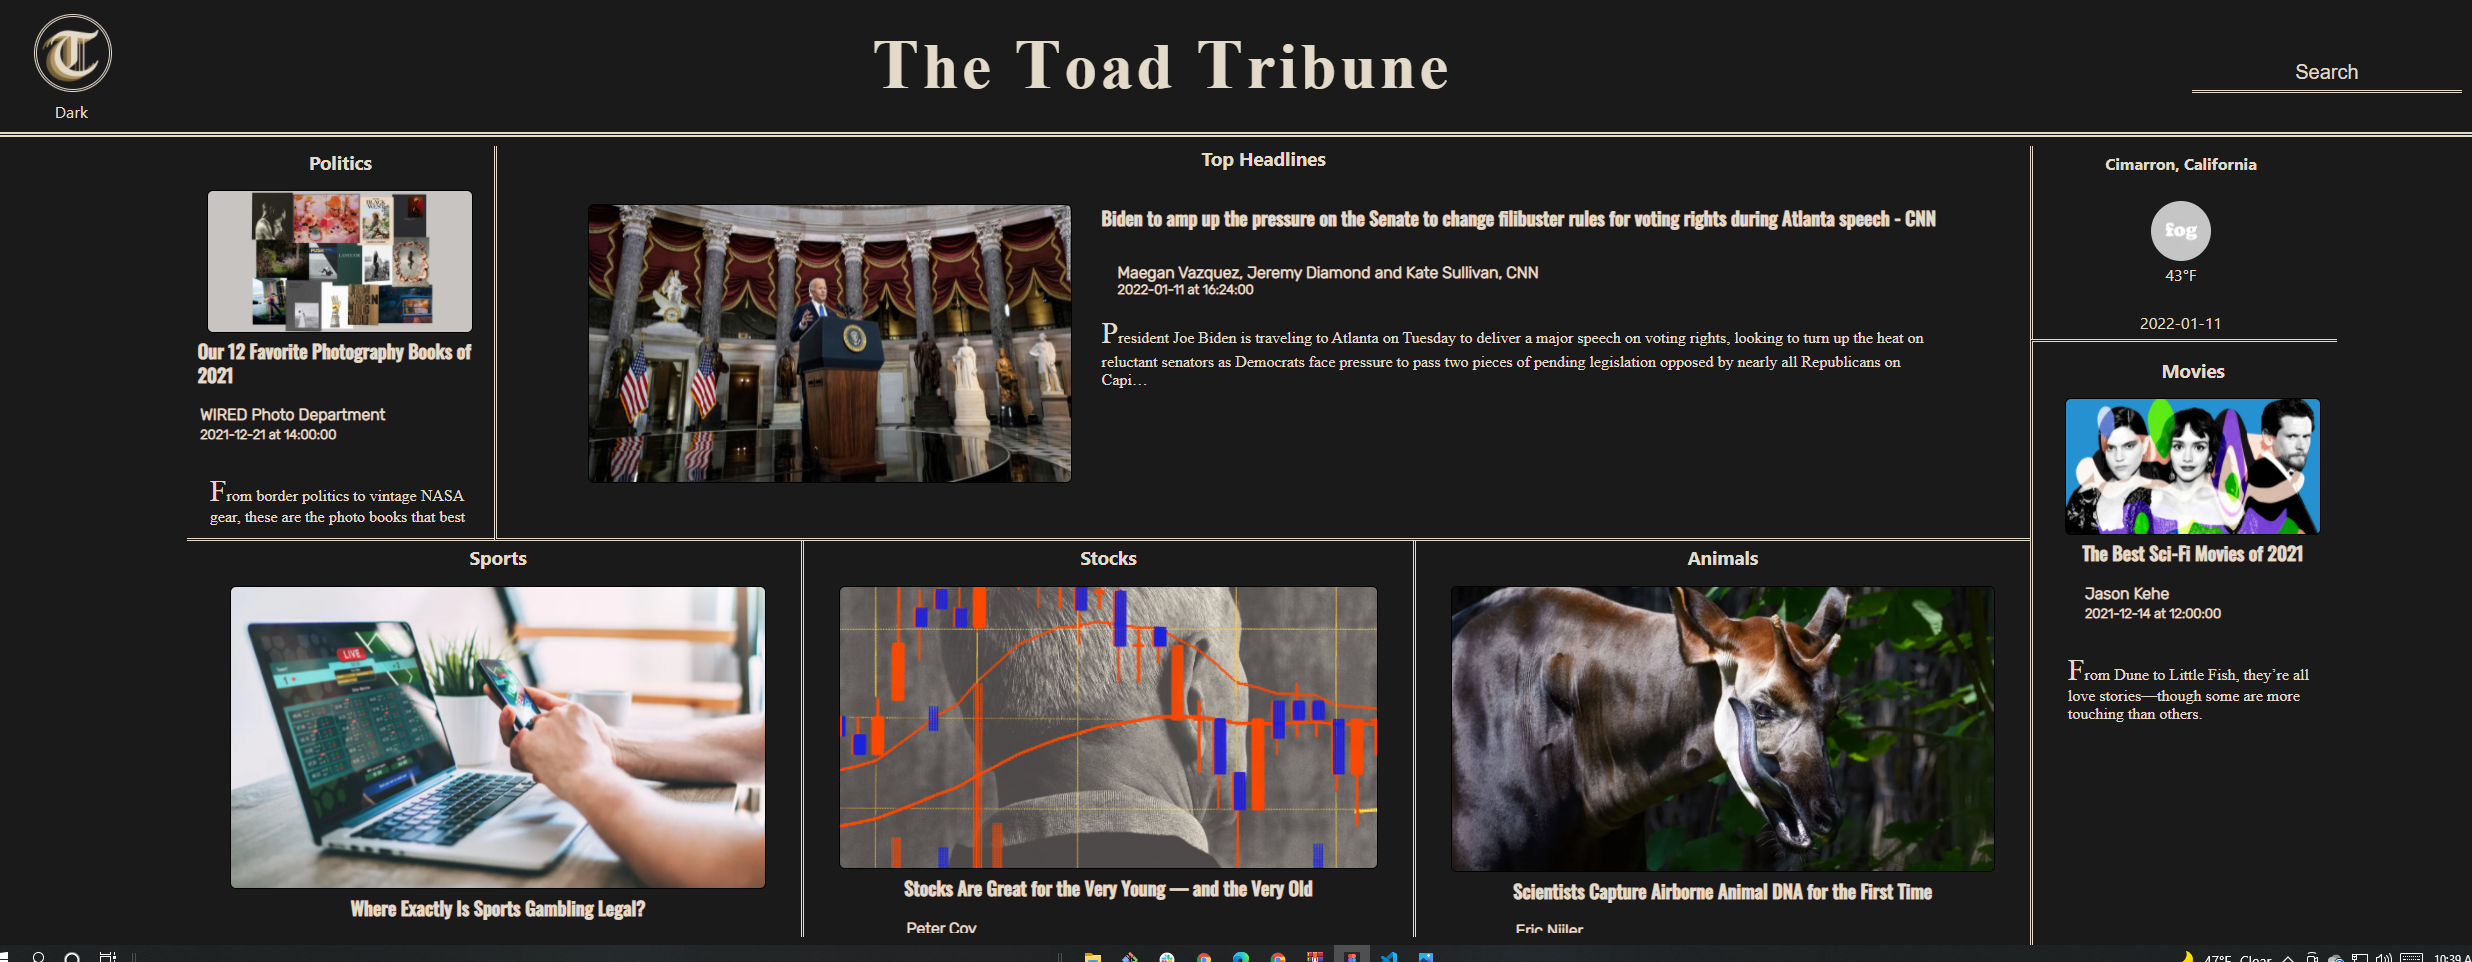 T
The Toad Tribune
Search
Dark
Politics
Our 12 Favorite Photography Books of
2021
WIRED Photo Department
2021-12-21 at 14:00:00
From border politics to vintage NASA
gear, these are the photo books that best
Top Headlines
Biden to amp up the pressure on the Senate to change filibuster rules for voting rights during Atlanta speech - CNN
Maegan Vazquez, Jeremy Diamond and Kate Sullivan, CNN
2022-01-11 at 16:24:00
President Joe Biden is traveling to Atlanta on Tuesday to deliver a major speech on voting rights, looking to turn up the heat on
reluctant senators as Democrats face pressure to pass two pieces of pending legislation opposed by nearly all Republicans on
Capi…
Cimarron, California
fog
43°F
2022-01-11
Movies
The Best Sci-Fi Movies of 2021
Jason Kehe
2021-12-14 at 12:00:00
From Dune to Little Fish, they’re all
love stories—though some are more
touching than others.
Sports
LIVE
Where Exactly Is Sports Gambling Legal?
Stocks
Stocks Are Great for the Very Young — and the Very Old
Peter Coy
Animals
Scientists Capture Airborne Animal DNA for the First Time
Eric Niiler
47°F Clear
10:39 A